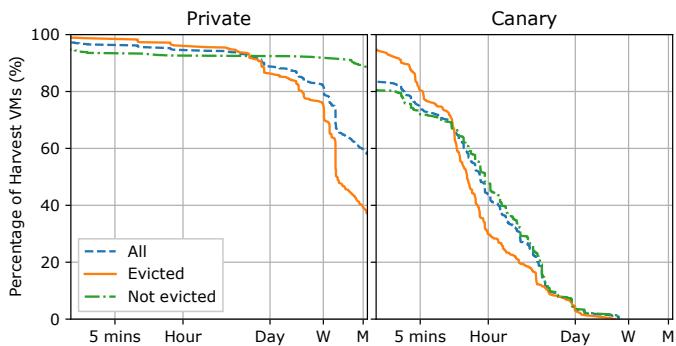 Private
Canary
Percentage of Harvest VMs (%)
100
80
60
40
20
0
All
Evicted
Not evicted
5 mins Hour Day W M
5 mins Hour Day W M